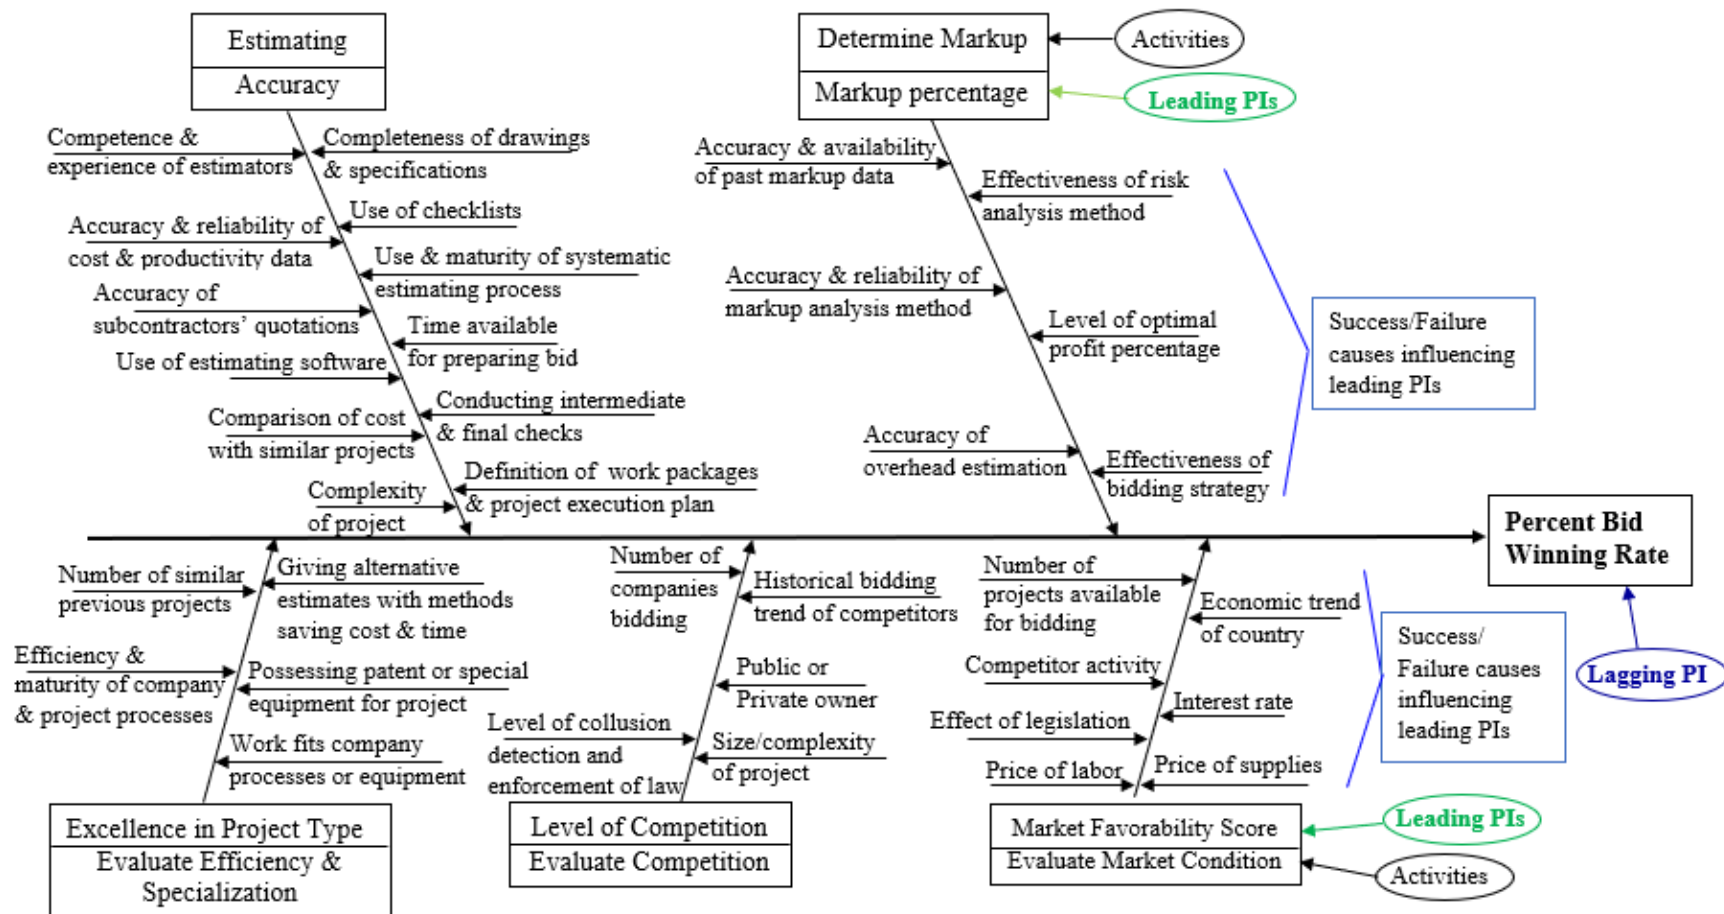 Estimating
Accuracy
Determine Markup
Markup percentage
Activities
Leading PIs
Competence &
experience of estimators
Completeness of drawings
& specifications
Use of checklists
Accuracy & reliability of
cost & productivity data
Use & maturity of systematic
estimating process
Accuracy of
subcontractors’ quotations
Time available
for preparing bid
Use of estimating software
Conducting intermediate
& final checks
Comparison of cost
with similar projects
Definition of work packages
& project execution plan
Complexity
of project
Accuracy & availability
of past markup data
Effectiveness of risk
analysis method
Accuracy & reliability of
markup analysis method
Level of optimal
profit percentage
Accuracy of
overhead estimation
Effectiveness of
bidding strategy
Success/Failure
causes influencing
leading PIs
Percent Bid
Winning Rate
Lagging PI
Number of similar
previous projects
Giving alternative
estimates with methods
saving cost & time
Efficiency &
maturity of company
& project processes
Possessing patent or special
equipment for project
Work fits company
processes or equipment
Excellence in Project Type
Evaluate Efficiency &
Specialization
Number of
companies
bidding
Historical bidding
trend of competitors
Public or
Private owner
Level of collusion
detection and
enforcement of law
Size/complexity
of project
Level of Competition
Evaluate Competition
Number of
projects available
for bidding
Economic trend
of country
Competitor activity
Interest rate
Effect of legislation
Price of labor
Price of supplies
Market Favorability Score
Evaluate Market Condition
Success/
Failure causes
influencing
leading PIs
Leading PIs
Activities